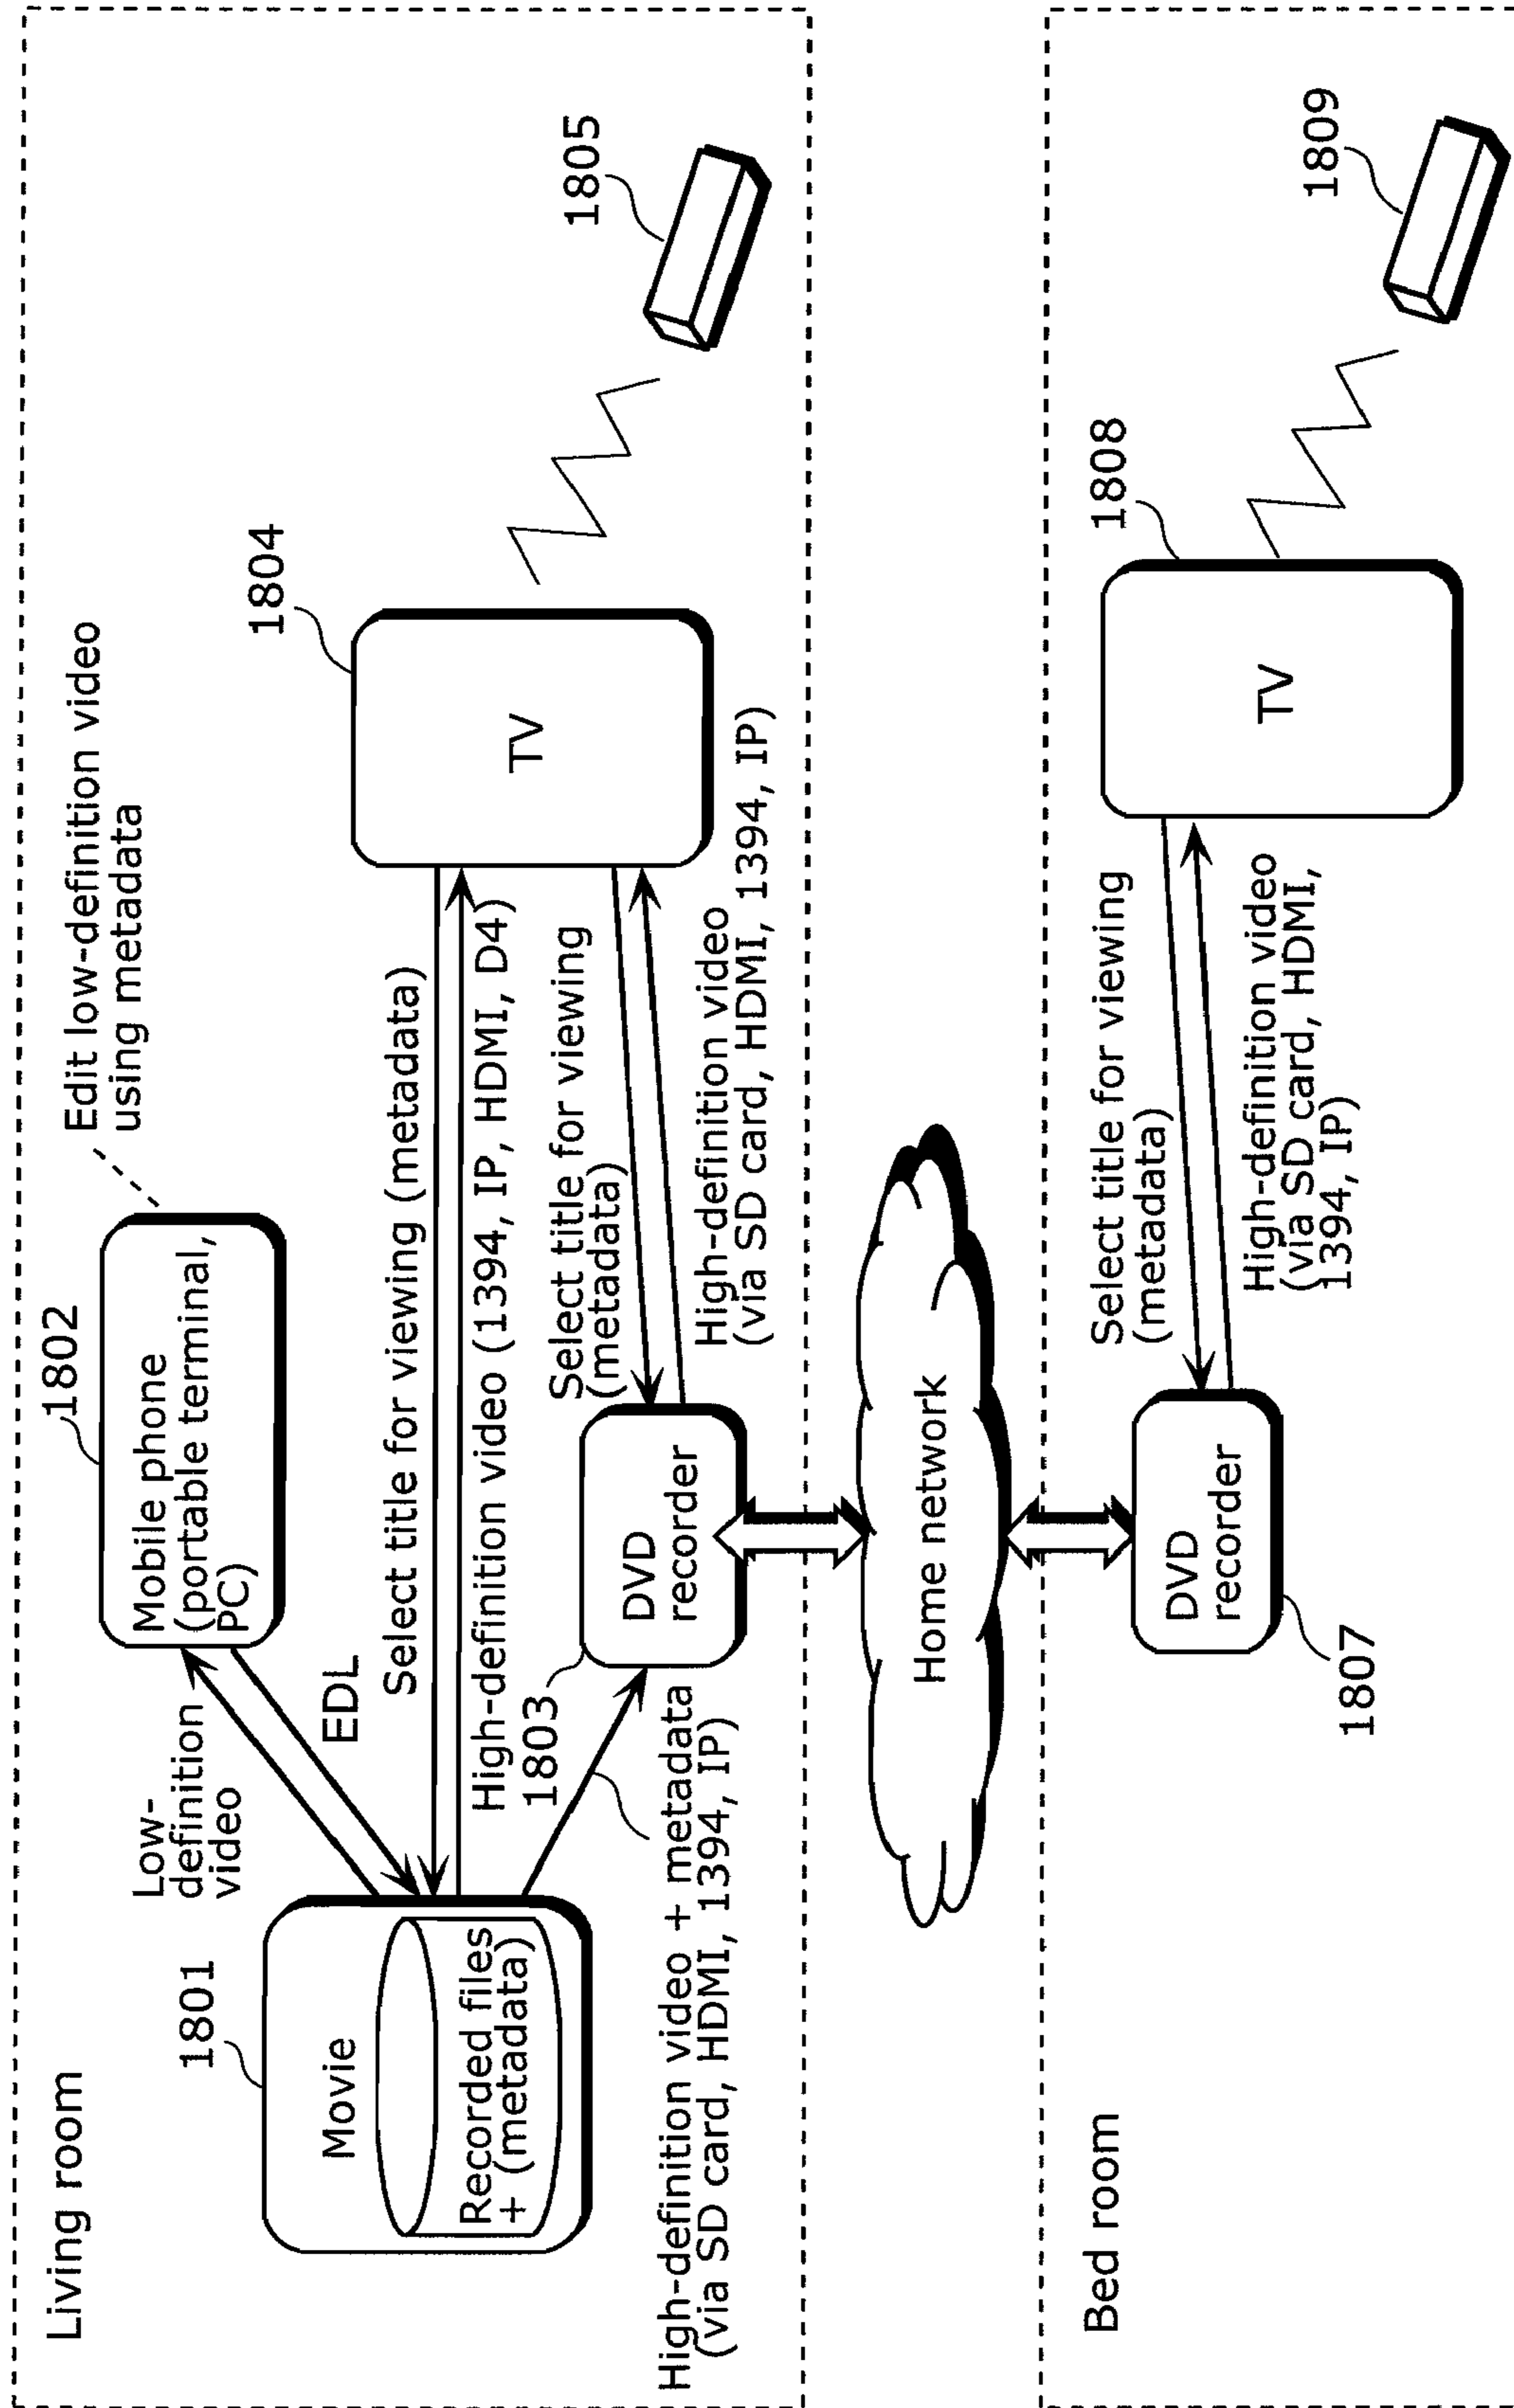 Living room
1801
Movie
Recorded files
+ (metadata)
Low-
definition
video
EDL
1802
Mobile phone
(portable terminal,
PC)
Edit low-definition video
using metadata
Select title for viewing (metadata)
High-definition video (1394, IP, HDMI, D4)
1804
TV
1805
1803
DVD
recorder
Select title for viewing
(metadata)
High-definition video
(via SD card, HDMI, 1394, IP)
High-definition video + metadata
(via SD card, HDMI, 1394, IP)
Home network
Bed room
1807
DVD
recorder
Select title for viewing
(metadata)
High-definition video
(via SD card, HDMI,
1394, IP)
1808
TV
1809